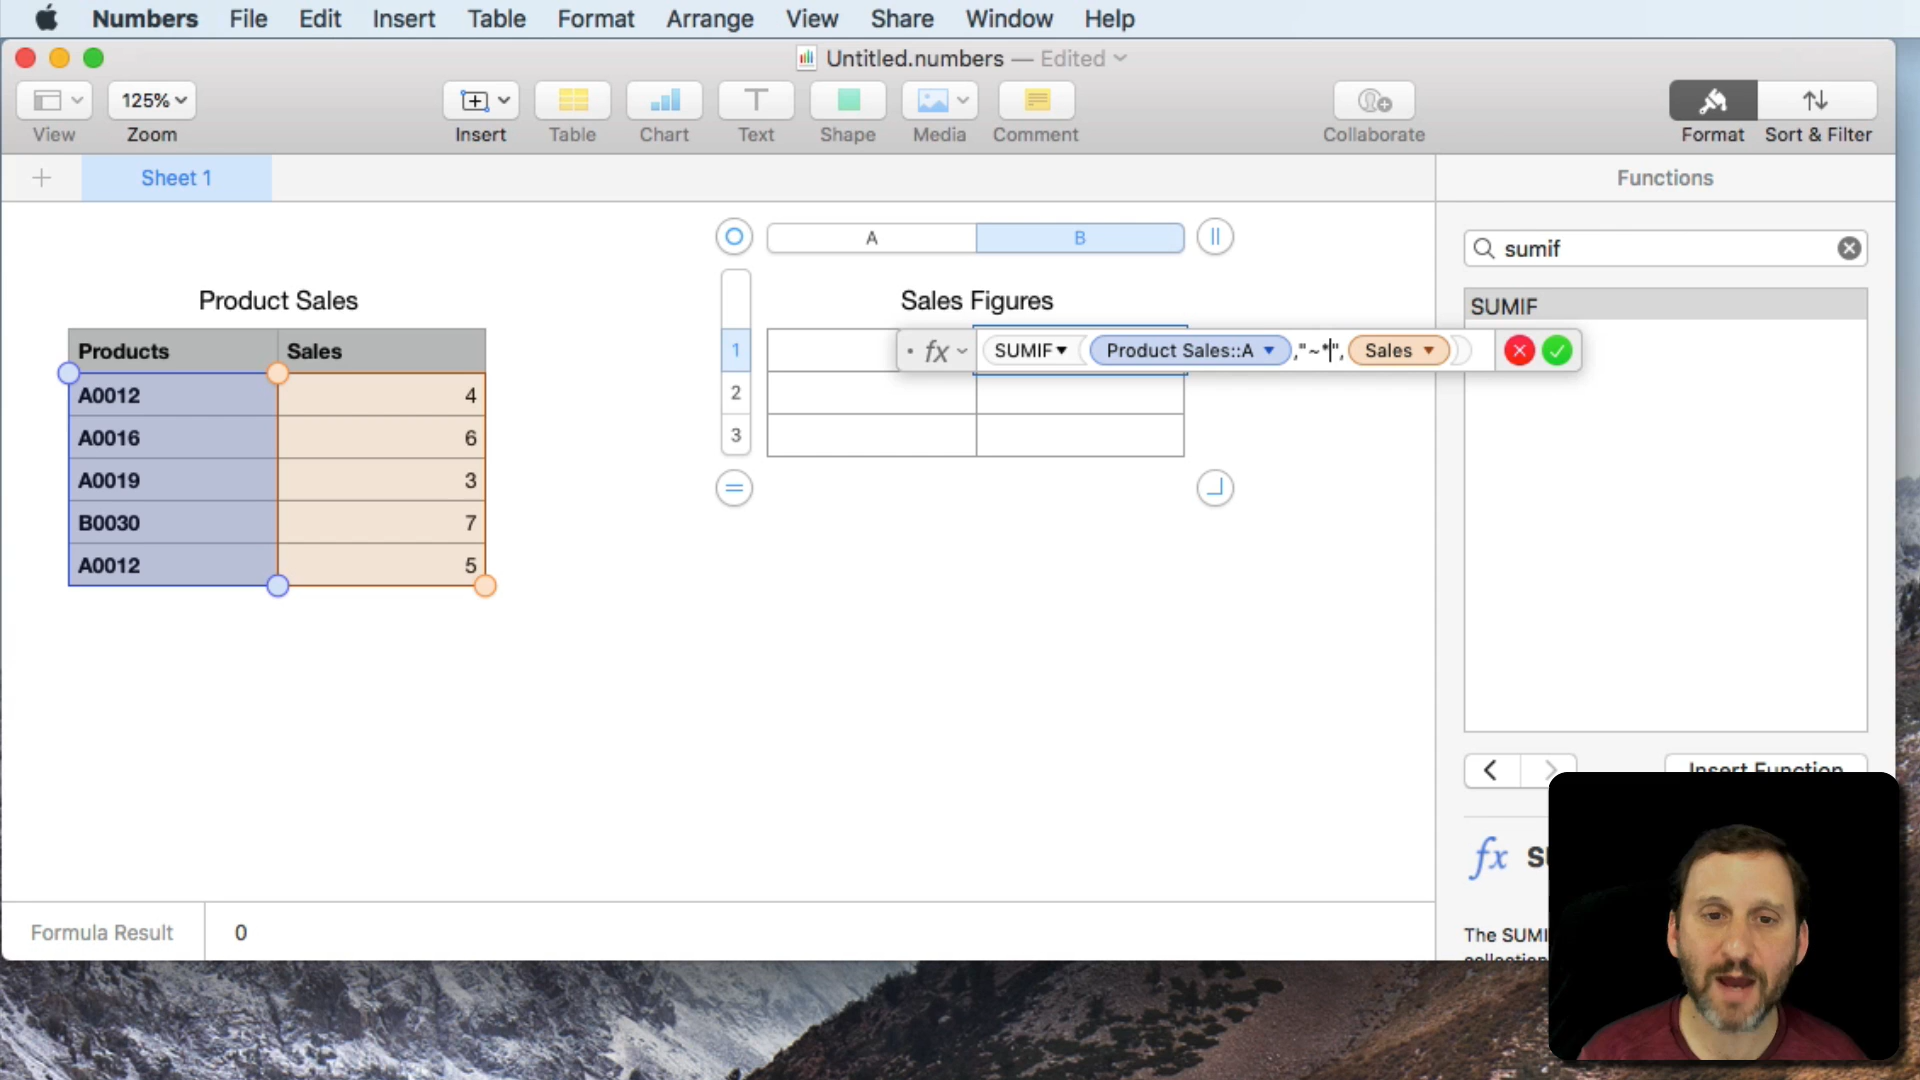 Numbers File Edit Insert Table Format Arrange View Share Window Help
Untitled.numbers — Edited
125%
View Zoom Insert Table Chart Text Shape Media Comment Collaborate Format Sort & Filter
Sheet 1
Functions
A B
sumif
Product Sales
Sales Figures
SUMIF
Products Sales
1 fx SUMIF Product Sales::A ,"~*", Sales
A0012 4
2
A0016 6
3
A0019 3
B0030 7
A0012 5
Insert Function
fx
Formula Result 0
The SUMI